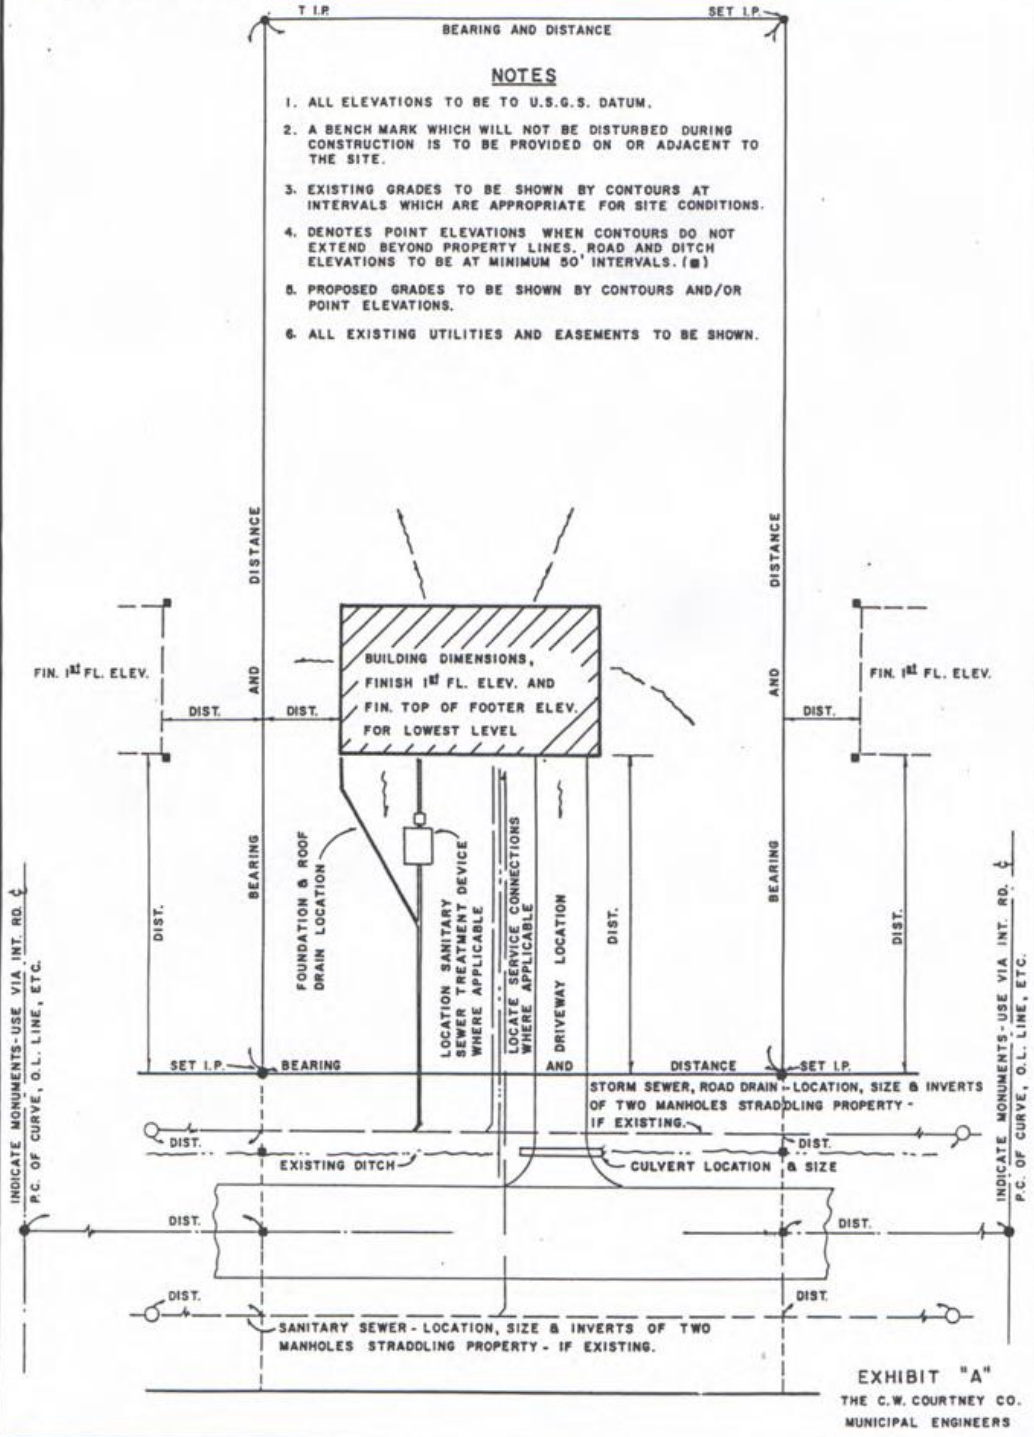 T I.P.
SET I.P.
BEARING AND DISTANCE
NOTES
1. ALL ELEVATIONS TO BE TO U.S.G.S. DATUM.
2. A BENCH MARK WHICH WILL NOT BE DISTURBED DURING
CONSTRUCTION IS TO BE PROVIDED ON OR ADJACENT TO
THE SITE.
3. EXISTING GRADES TO BE SHOWN BY CONTOURS AT
INTERVALS WHICH ARE APPROPRIATE FOR SITE CONDITIONS.
4. DENOTES POINT ELEVATIONS WHEN CONTOURS DO NOT
EXTEND BEYOND PROPERTY LINES. ROAD AND DITCH
ELEVATIONS TO BE AT MINIMUM 50' INTERVALS. (■)
5. PROPOSED GRADES TO BE SHOWN BY CONTOURS AND/OR
POINT ELEVATIONS.
6. ALL EXISTING UTILITIES AND EASEMENTS TO BE SHOWN.
BEARING AND DISTANCE
BEARING AND DISTANCE
FIN. 1st FL. ELEV.
FIN. 1st FL. ELEV.
BUILDING DIMENSIONS,
FINISH 1st FL. ELEV. AND
FIN. TOP OF FOOTER ELEV.
FOR LOWEST LEVEL
DIST.
DIST.
DIST.
DIST.
FOUNDATION & ROOF
DRAIN LOCATION
LOCATION SANITARY
SEWER TREATMENT DEVICE
WHERE APPLICABLE
LOCATE SERVICE CONNECTIONS
WHERE APPLICABLE
DRIVEWAY LOCATION
DIST.
DIST.
INDICATE MONUMENTS-USE VIA INT. RD. ℄
P.C. OF CURVE, O.L. LINE, ETC.
INDICATE MONUMENTS-USE VIA INT. RD. ℄
P.C. OF CURVE, O.L. LINE, ETC.
SET I.P.
BEARING AND DISTANCE
SET I.P.
STORM SEWER, ROAD DRAIN - LOCATION, SIZE & INVERTS
OF TWO MANHOLES STRADDLING PROPERTY -
IF EXISTING.
DIST.
DIST.
EXISTING DITCH
CULVERT LOCATION & SIZE
DIST.
DIST.
DIST.
DIST.
SANITARY SEWER - LOCATION, SIZE & INVERTS OF TWO
MANHOLES STRADDLING PROPERTY - IF EXISTING.
EXHIBIT "A"
THE C.W. COURTNEY CO.
MUNICIPAL ENGINEERS